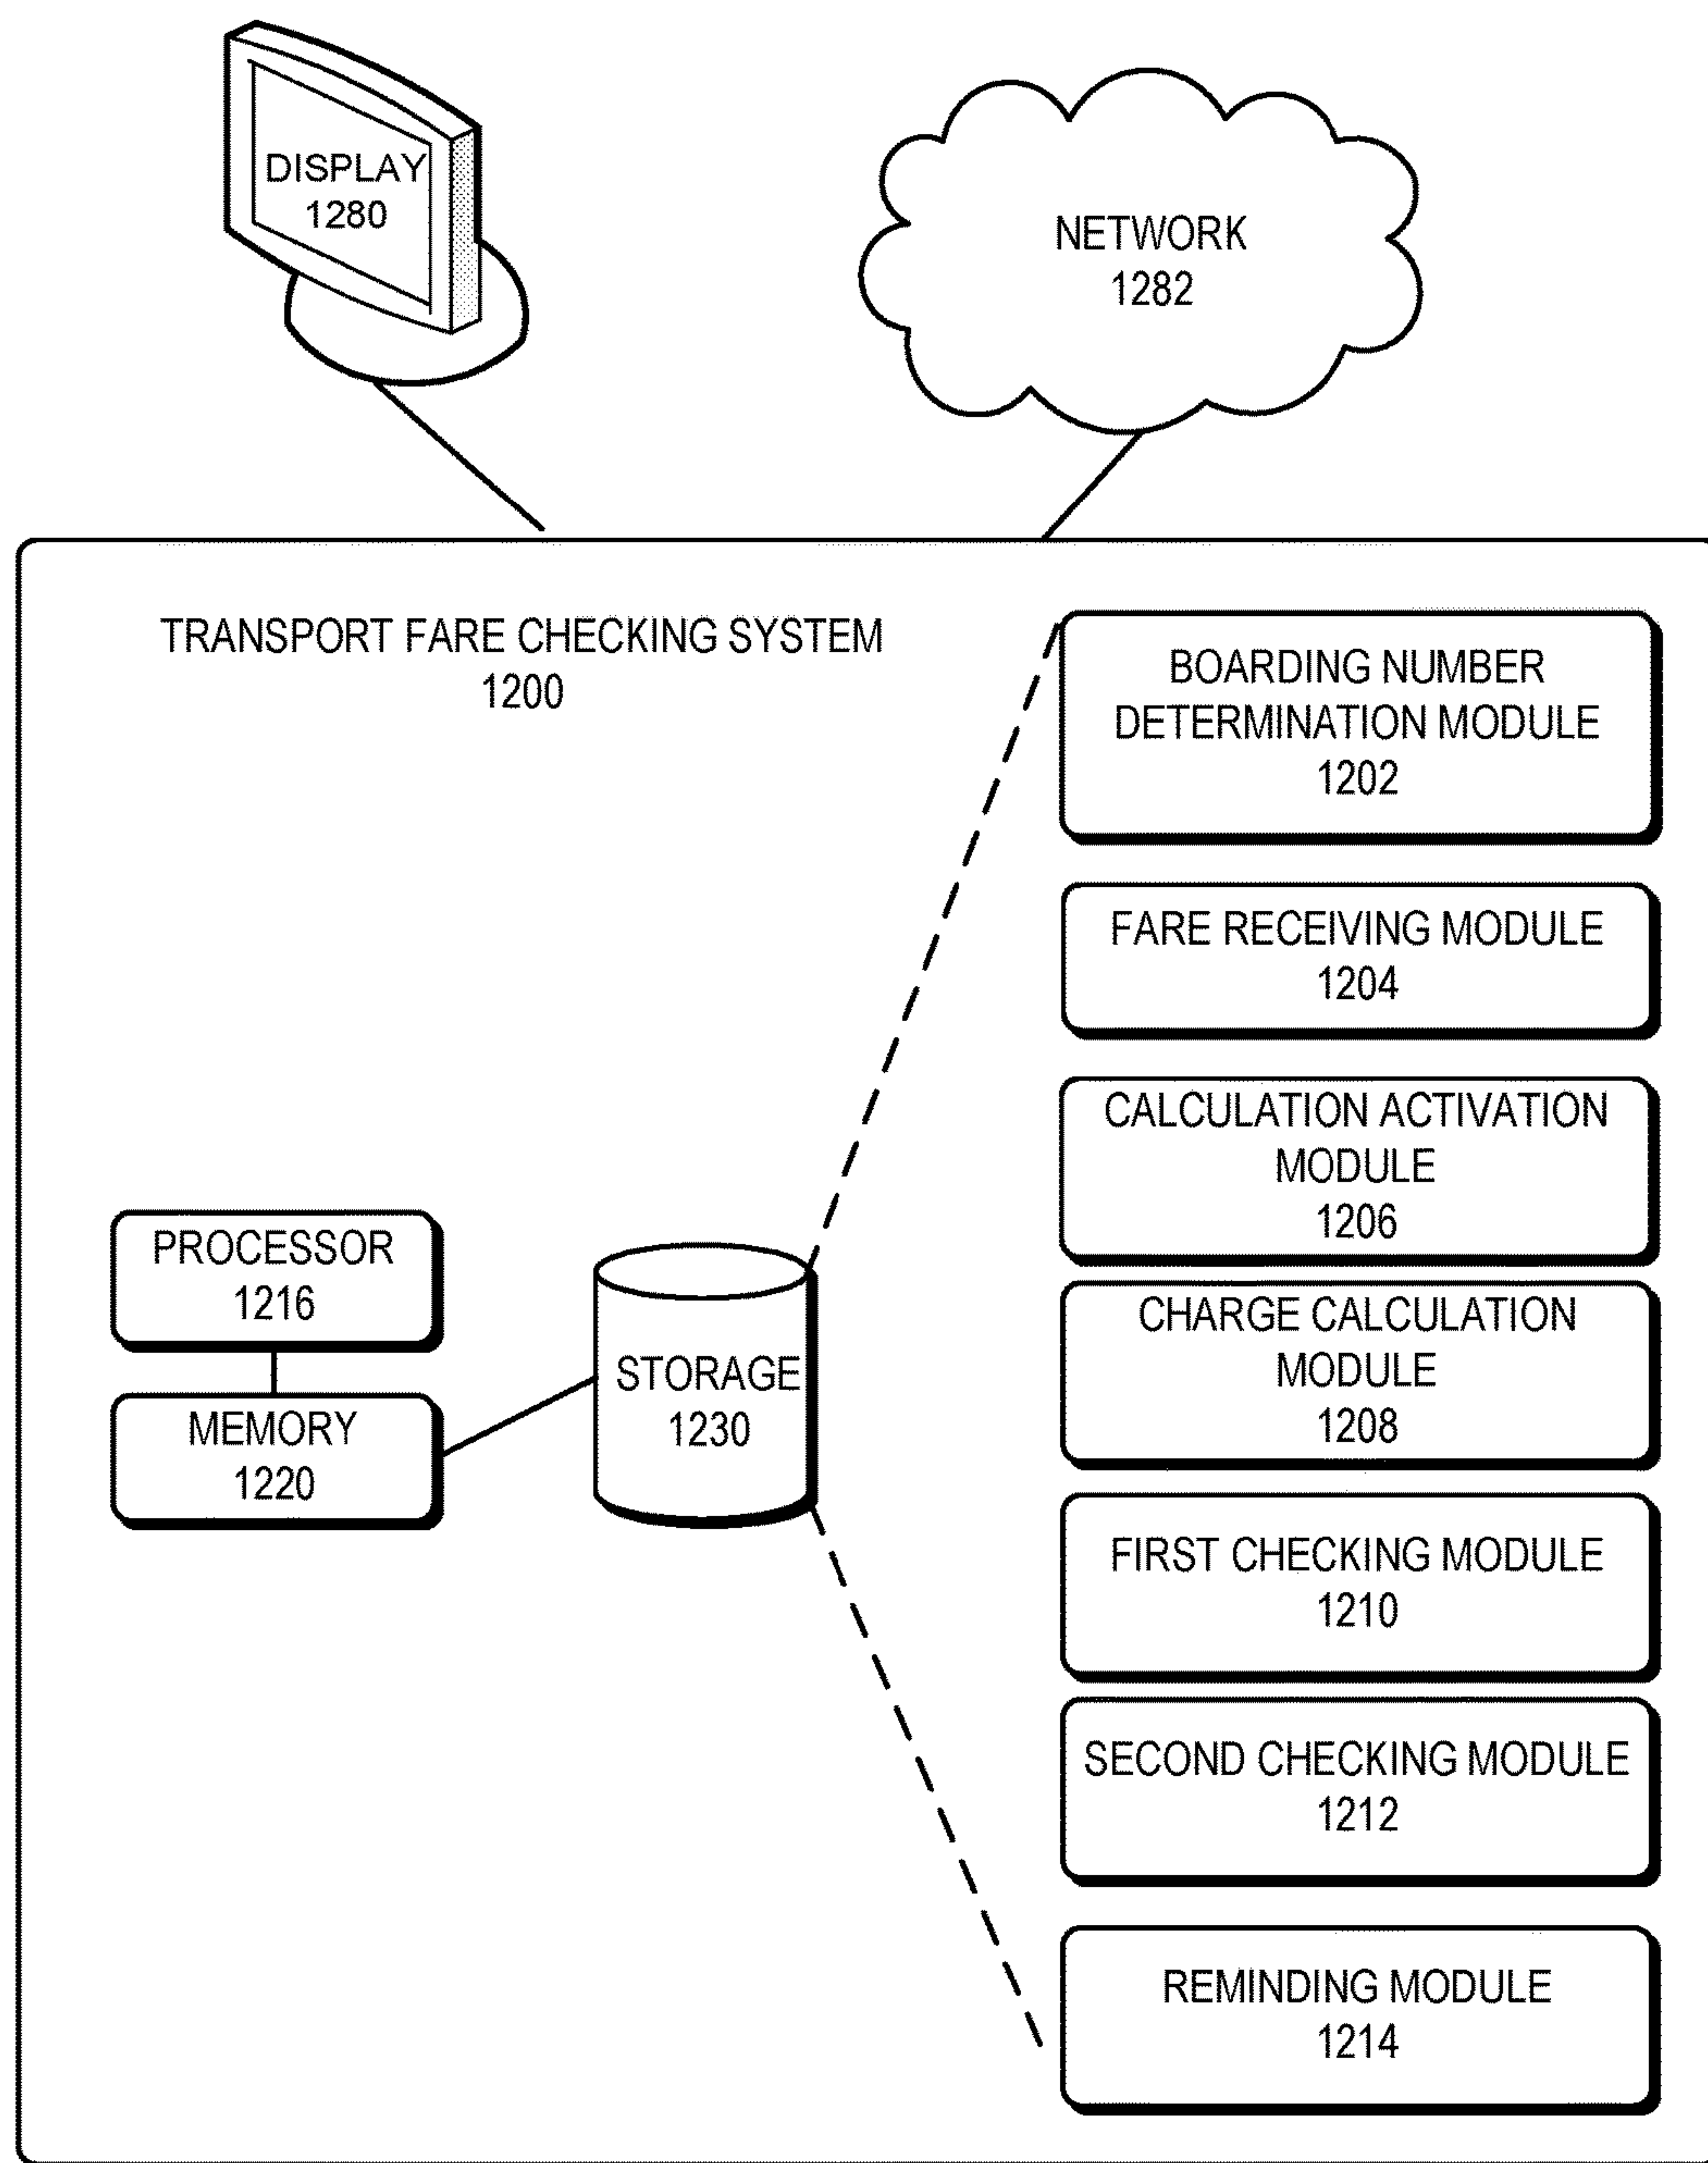 DISPLAY
1280
NETWORK
1282
TRANSPORT FARE CHECKING SYSTEM
1200
BOARDING NUMBER
DETERMINATION MODULE
1202
FARE RECEIVING MODULE
1204
CALCULATION ACTIVATION
MODULE
1206
PROCESSOR
1216
MEMORY
1220
STORAGE
1230
CHARGE CALCULATION
MODULE
1208
FIRST CHECKING MODULE
1210
SECOND CHECKING MODULE
1212
REMINDING MODULE
1214